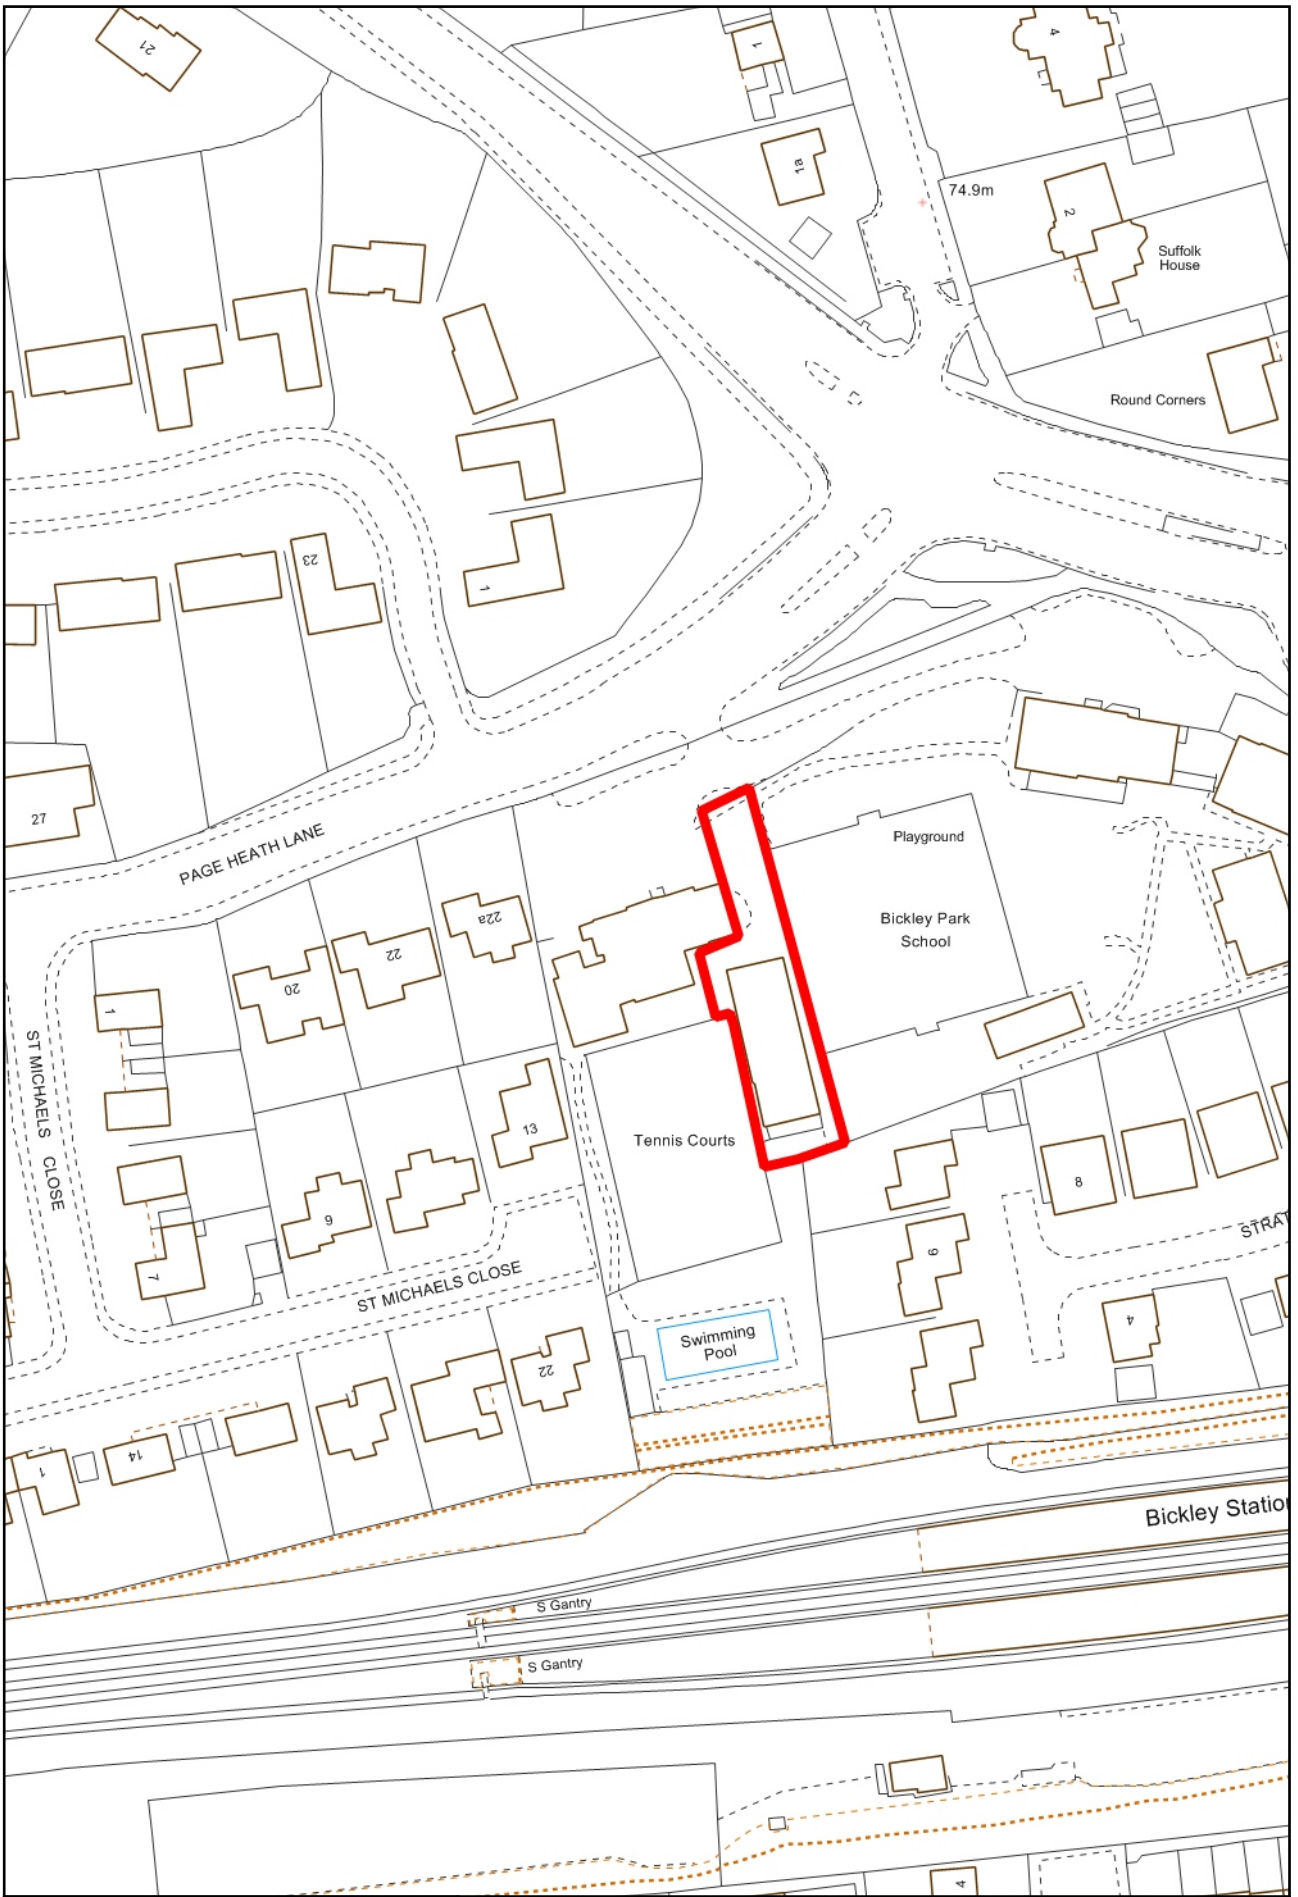 21
1
4
1a
74.9m
2
Suffolk
House
Round Corners
23
1
27
PAGE HEATH LANE
Playground
Bickley Park
School
22a
22
20
1
ST MICHAELS CLOSE
13
Tennis Courts
8
9
6
STRAT
7
ST MICHAELS CLOSE
4
Swimming
Pool
22
14
1
Bickley Statio
S Gantry
S Gantry
4